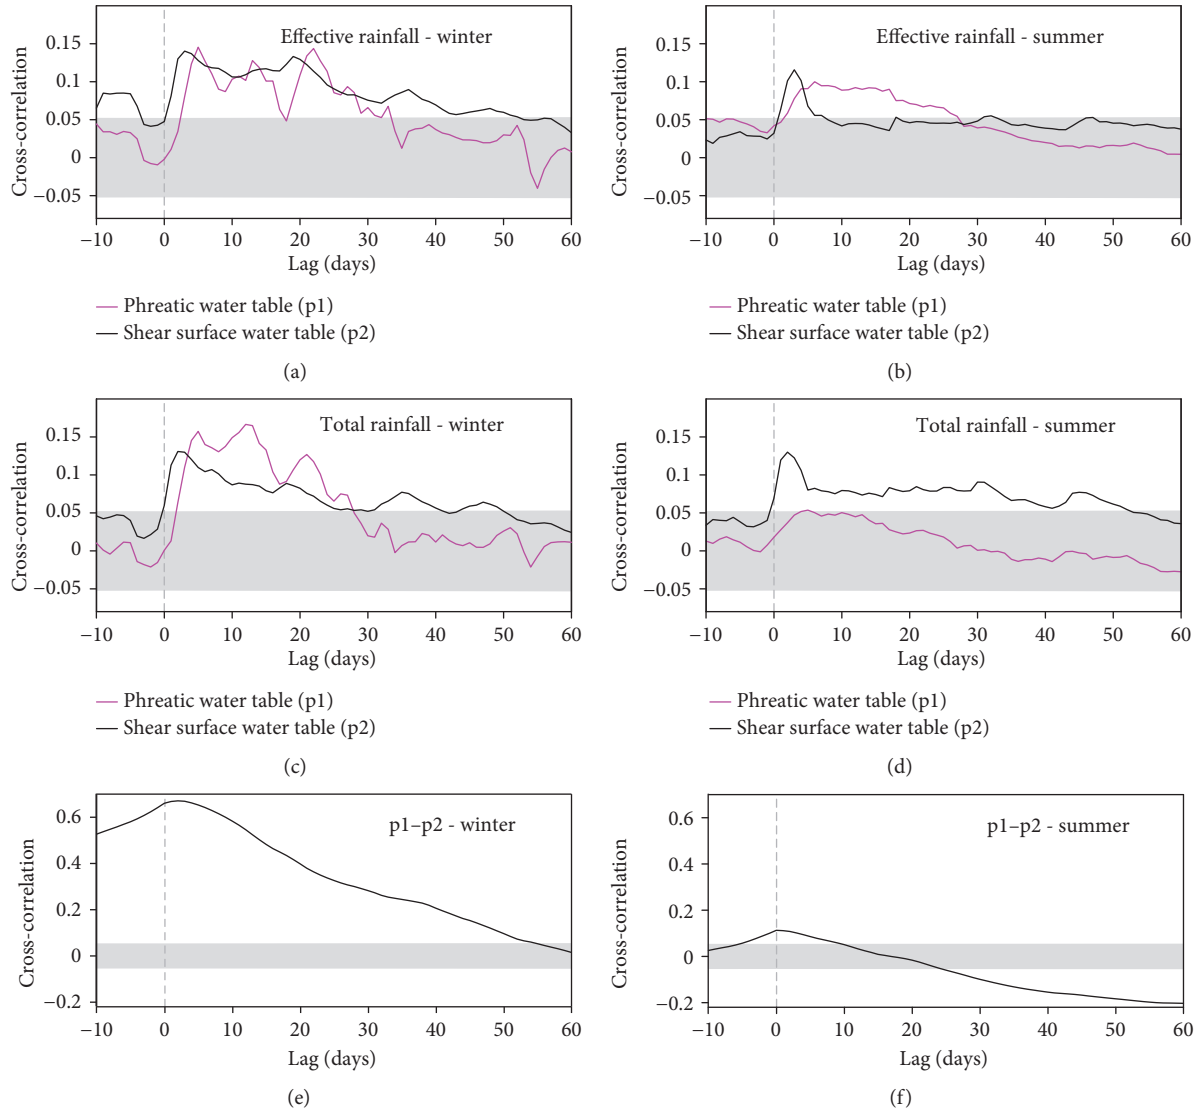 Effective rainfall - winter
Cross-correlation
0.15
0.1
0.05
0
−0.05
−10 0 10 20 30 40 50 60
Lag (days)
Phreatic water table (p1)
Shear surface water table (p2)
(a)
Effective rainfall - summer
Cross-correlation
0.15
0.1
0.05
0
−0.05
−10 0 10 20 30 40 50 60
Lag (days)
Phreatic water table (p1)
Shear surface water table (p2)
(b)
Total rainfall - winter
Cross-correlation
0.15
0.1
0.05
0
−0.05
−10 0 10 20 30 40 50 60
Lag (days)
Phreatic water table (p1)
Shear surface water table (p2)
(c)
Total rainfall - summer
Cross-correlation
0.15
0.1
0.05
0
−0.05
−10 0 10 20 30 40 50 60
Lag (days)
Phreatic water table (p1)
Shear surface water table (p2)
(d)
p1–p2 - winter
Cross-correlation
0.6
0.4
0.2
0
−0.2
−10 0 10 20 30 40 50 60
Lag (days)
(e)
p1–p2 - summer
Cross-correlation
0.6
0.4
0.2
0
−0.2
−10 0 10 20 30 40 50 60
Lag (days)
(f)